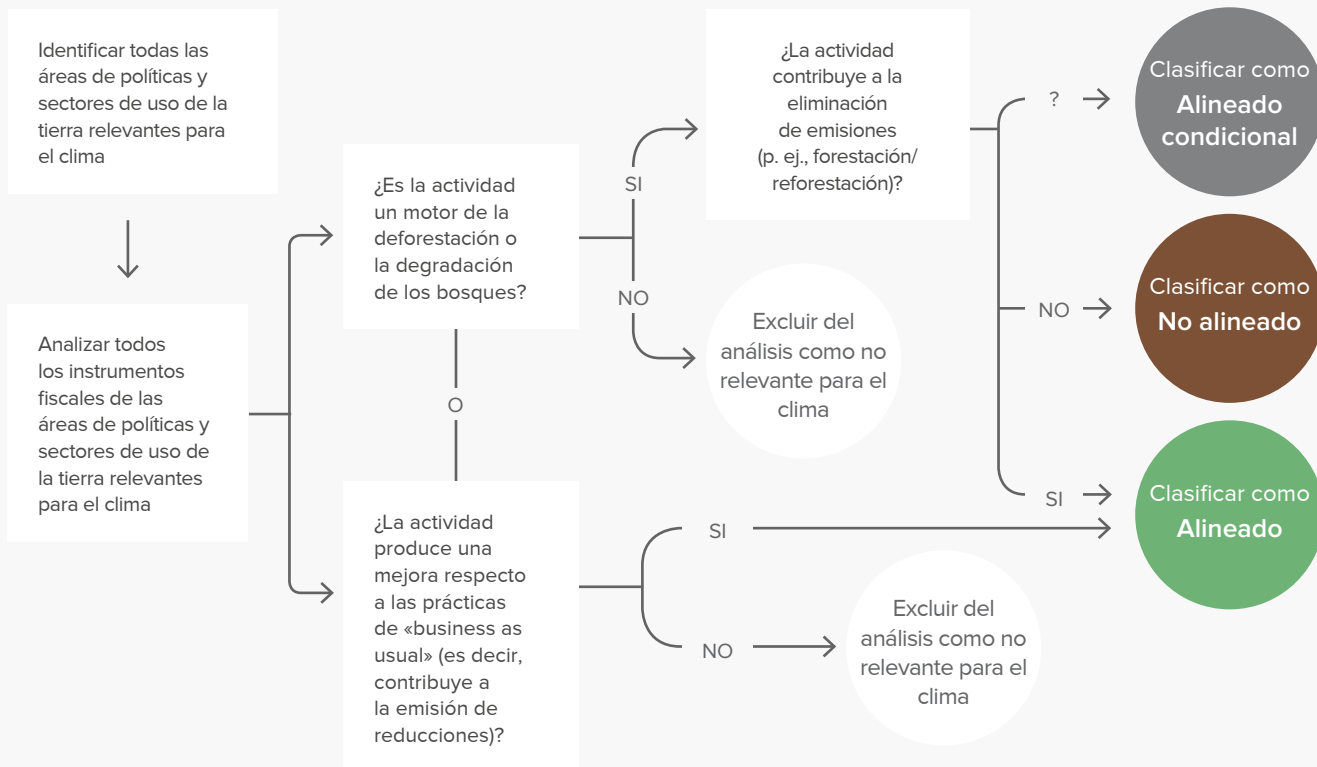 Identificar todas las
áreas de políticas y
sectores de uso de la
tierra relevantes para
el clima
Analizar todos
los instrumentos
fiscales de las
áreas de políticas y
sectores de uso de
la tierra relevantes
para el clima
¿Es la actividad
un motor de la
deforestación o
la degradación
de los bosques?
O
¿La actividad
produce una
mejora respecto
a las prácticas
de «business as
usual» (es decir,
contribuye a
la emisión de
reducciones)?
SI
NO
¿La actividad
contribuye a la
eliminación
de emisiones
(p. ej., forestación/
reforestación)?
Excluir del
análisis como no
relevante para el
clima
SI
NO
Excluir del
análisis como no
relevante para el
clima
?
NO
SI
Clasificar como
Alineado
condicional
Clasificar como
No alineado
Clasificar como
Alineado